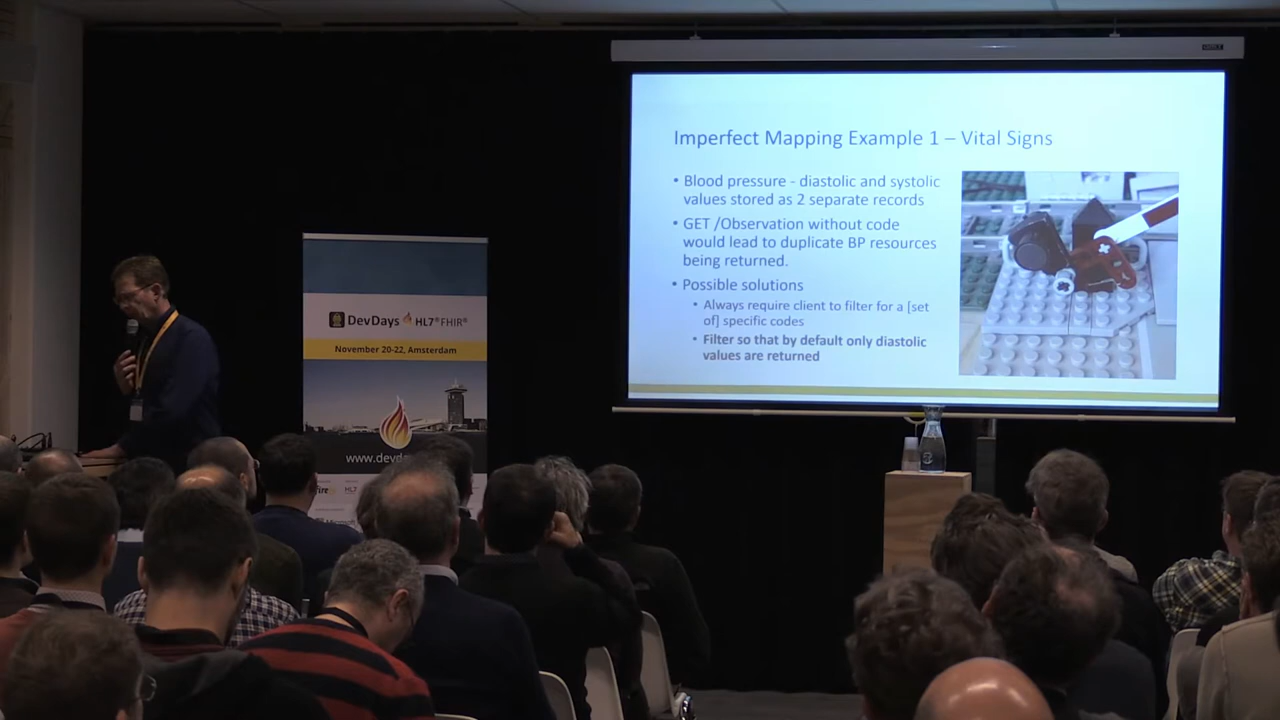 Imperfect Mapping Example 1 – Vital Signs
• Blood pressure - diastolic and systolic
values stored as 2 separate records
• GET /Observation without code
would lead to duplicate BP resources
being returned.
• Possible solutions
• Always require client to filter for a [set
of] specific codes
• Filter so that by default only diastolic
values are returned
DevDays HL7® FHIR®
November 20-22, Amsterdam
www.devd
HL7